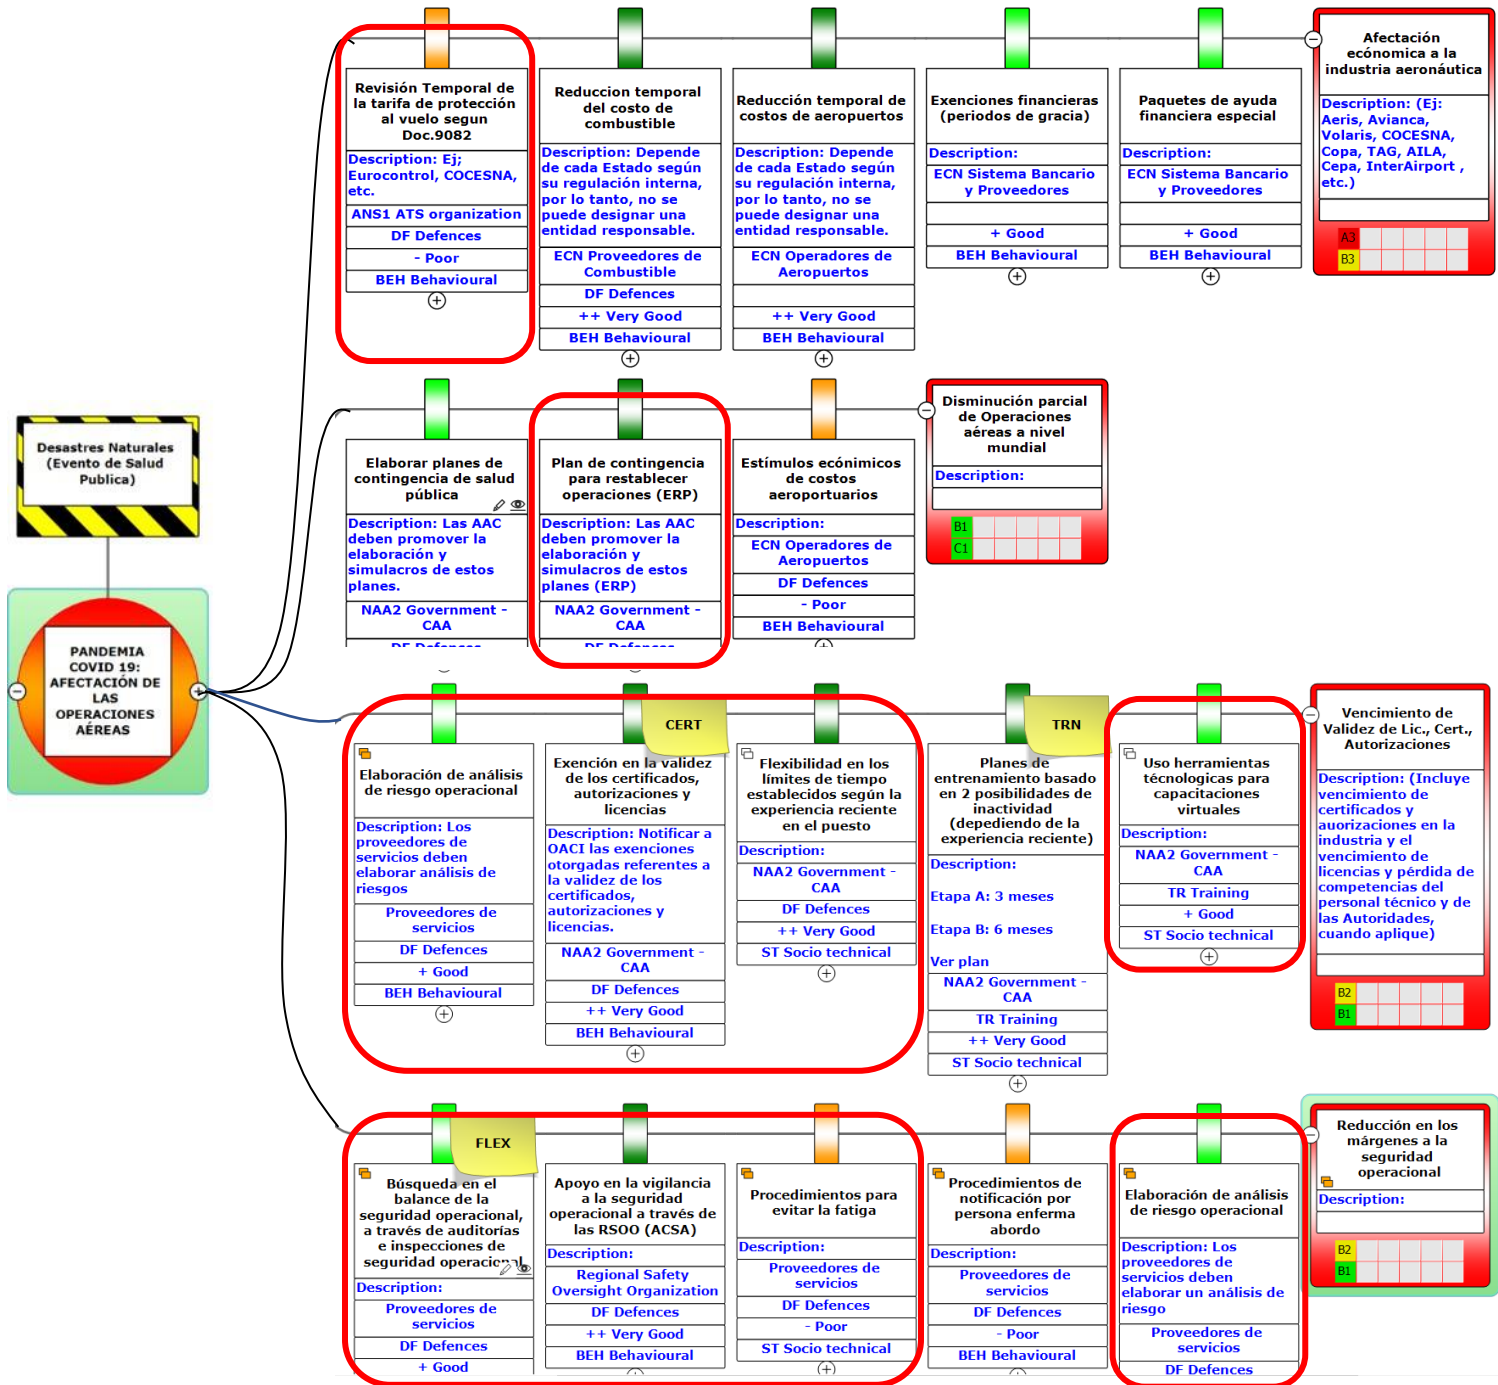 Revisión Temporal de
la tarifa de protección
al vuelo segun
Doc.9082
Description: Ej;
Eurocontrol, COCESNA,
etc.
ANS1 ATS organization
DF Defences
- Poor
BEH Behavioural
Reduccion temporal
del costo de
combustible
Description: Depende
de cada Estado según
su regulación interna,
por lo tanto, no se
puede designar una
entidad responsable.
ECN Proveedores de
Combustible
DF Defences
++ Very Good
BEH Behavioural
Reducción temporal de
costos de aeropuertos
Description: Depende
de cada Estado según
su regulación interna,
por lo tanto, no se
puede designar una
entidad responsable.
ECN Operadores de
Aeropuertos
++ Very Good
BEH Behavioural
Exenciones financieras
(periodos de gracia)
Description:
ECN Sistema Bancario
y Proveedores
+ Good
BEH Behavioural
Paquetes de ayuda
financiera especial
Description:
ECN Sistema Bancario
y Proveedores
+ Good
BEH Behavioural
Afectación
ecónomica a la
industria aeronáutica
Description: (Ej:
Aeris, Avianca,
Volaris, COCESNA,
Copa, TAG, AILA,
Cepa, InterAirport ,
etc.)
A3
B3
Desastres Naturales
(Evento de Salud
Publica)
PANDEMIA
COVID 19:
AFECTACIÓN DE
LAS
OPERACIONES
AÉREAS
Elaborar planes de
contingencia de salud
pública
Description: Las AAC
deben promover la
elaboración y
simulacros de estos
planes.
NAA2 Government -
CAA
DF Defences
Plan de contingencia
para restablecer
operaciones (ERP)
Description: Las AAC
deben promover la
elaboración y
simulacros de estos
planes (ERP)
NAA2 Government -
CAA
DF Defences
Estímulos ecónimicos
de costos
aeroportuarios
Description:
ECN Operadores de
Aeropuertos
DF Defences
- Poor
BEH Behavioural
Disminución parcial
de Operaciones
aéreas a nivel
mundial
Description:
B1
C1
Elaboración de análisis
de riesgo operacional
Description: Los
proveedores de
servicios deben
elaborar análisis de
riesgos
Proveedores de
servicios
DF Defences
+ Good
BEH Behavioural
CERT
Exención en la validez
de los certificados,
autorizaciones y
licencias
Description: Notificar a
OACI las exenciones
otorgadas referentes a
la validez de los
certificados,
autorizaciones y
licencias.
NAA2 Government -
CAA
DF Defences
++ Very Good
BEH Behavioural
Flexibilidad en los
límites de tiempo
establecidos según la
experiencia reciente
en el puesto
Description:
NAA2 Government -
CAA
DF Defences
++ Very Good
ST Socio technical
TRN
Planes de
entrenamiento basado
en 2 posibilidades de
inactividad
(depediendo de la
experiencia reciente)
Description:
Etapa A: 3 meses
Etapa B: 6 meses
Ver plan
NAA2 Government -
CAA
TR Training
++ Very Good
ST Socio technical
Uso herramientas
técnologicas para
capacitaciones
virtuales
Description:
NAA2 Government -
CAA
TR Training
+ Good
ST Socio technical
Vencimiento de
Validez de Lic., Cert.,
Autorizaciones
Description: (Incluye
vencimiento de
certificados y
auorizaciones en la
industria y el
vencimiento de
licencias y pérdida de
competencias del
personal técnico y de
las Autoridades,
cuando aplique)
B2
B1
FLEX
Búsqueda en el
balance de la
seguridad operacional,
a través de auditorías
e inspecciones de
seguridad operacional
Description:
Proveedores de
servicios
DF Defences
+ Good
Apoyo en la vigilancia
a la seguridad
operacional a través de
las RSOO (ACSA)
Description:
Regional Safety
Oversight Organization
DF Defences
++ Very Good
BEH Behavioural
Procedimientos para
evitar la fatiga
Description:
Proveedores de
servicios
DF Defences
- Poor
ST Socio technical
Procedimientos de
notificación por
persona enferma
abordo
Description:
Proveedores de
servicios
DF Defences
- Poor
BEH Behavioural
Elaboración de análisis
de riesgo operacional
Description: Los
proveedores de
servicios deben
elaborar un análisis de
riesgo
Proveedores de
servicios
DF Defences
Reducción en los
márgenes a la
seguridad
operacional
Description:
B2
B1